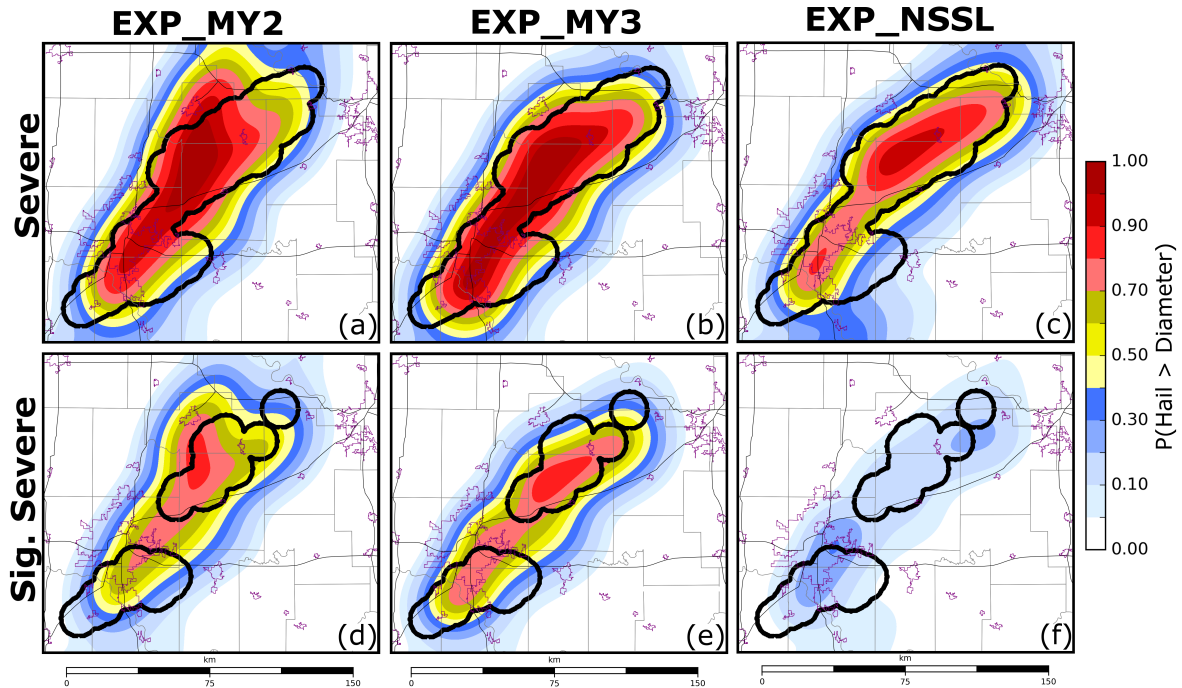 EXP_MY2
EXP_MY3
EXP_NSSL
Severe
(a)
(b)
(c)
1.00
0.90
0.70
0.50
0.30
0.10
0.00
P(Hail > Diameter)
Sig. Severe
(d)
(e)
(f)
km
0 75 150
km
0 75 150
km
0 75 150